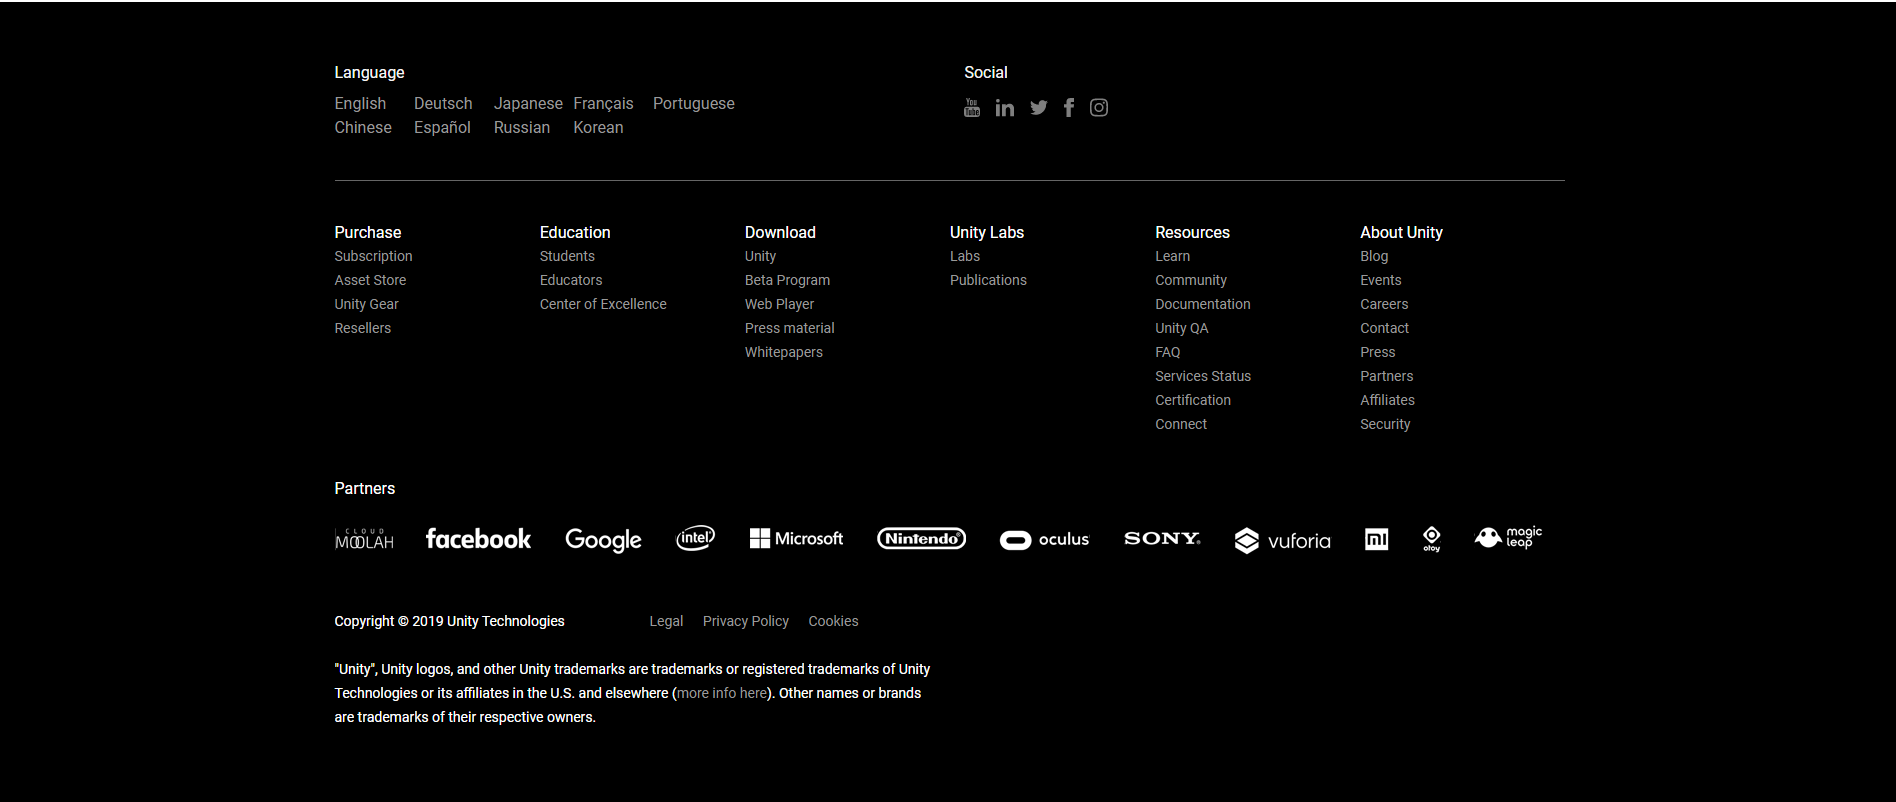 Language
English Deutsch Japanese Français Portuguese
Chinese Español Russian Korean
Social
You Tube in f
Purchase
Subscription
Asset Store
Unity Gear
Resellers
Education
Students
Educators
Center of Excellence
Download
Unity
Beta Program
Web Player
Press material
Whitepapers
Unity Labs
Labs
Publications
Resources
Learn
Community
Documentation
Unity QA
FAQ
Services Status
Certification
Connect
About Unity
Blog
Events
Careers
Contact
Press
Partners
Affiliates
Security
Partners
CLOUD
MOOLAH
facebook
Google
intel
Microsoft
Nintendo®
oculus
SONY®
vuforia
mi
otoy
magic
leap
Copyright © 2019 Unity Technologies Legal Privacy Policy Cookies
"Unity", Unity logos, and other Unity trademarks are trademarks or registered trademarks of Unity
Technologies or its affiliates in the U.S. and elsewhere (more info here). Other names or brands
are trademarks of their respective owners.